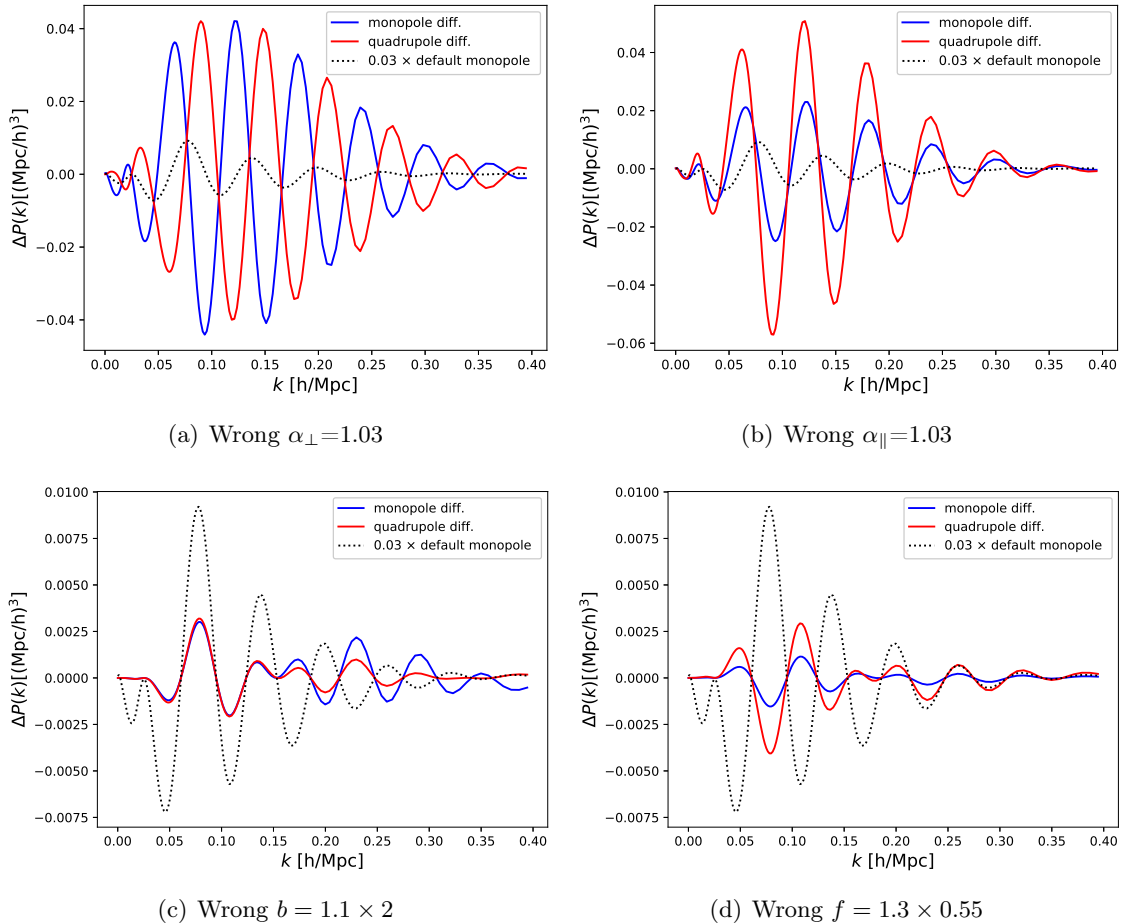 monopole diff.
quadrupole diff.
0.03 × default monopole
ΔP(k)[(Mpc/h)³]
0.04
0.02
0.00
−0.02
−0.04
0.00 0.05 0.10 0.15 0.20 0.25 0.30 0.35 0.40
k [h/Mpc]
(a) Wrong α⊥=1.03
monopole diff.
quadrupole diff.
0.03 × default monopole
ΔP(k)[(Mpc/h)³]
0.04
0.02
0.00
−0.02
−0.04
−0.06
0.00 0.05 0.10 0.15 0.20 0.25 0.30 0.35 0.40
k [h/Mpc]
(b) Wrong α∥=1.03
monopole diff.
quadrupole diff.
0.03 × default monopole
ΔP(k)[(Mpc/h)³]
0.0100
0.0075
0.0050
0.0025
0.0000
−0.0025
−0.0050
−0.0075
0.00 0.05 0.10 0.15 0.20 0.25 0.30 0.35 0.40
k [h/Mpc]
(c) Wrong b = 1.1 × 2
monopole diff.
quadrupole diff.
0.03 × default monopole
ΔP(k)[(Mpc/h)³]
0.0100
0.0075
0.0050
0.0025
0.0000
−0.0025
−0.0050
−0.0075
0.00 0.05 0.10 0.15 0.20 0.25 0.30 0.35 0.40
k [h/Mpc]
(d) Wrong f = 1.3 × 0.55